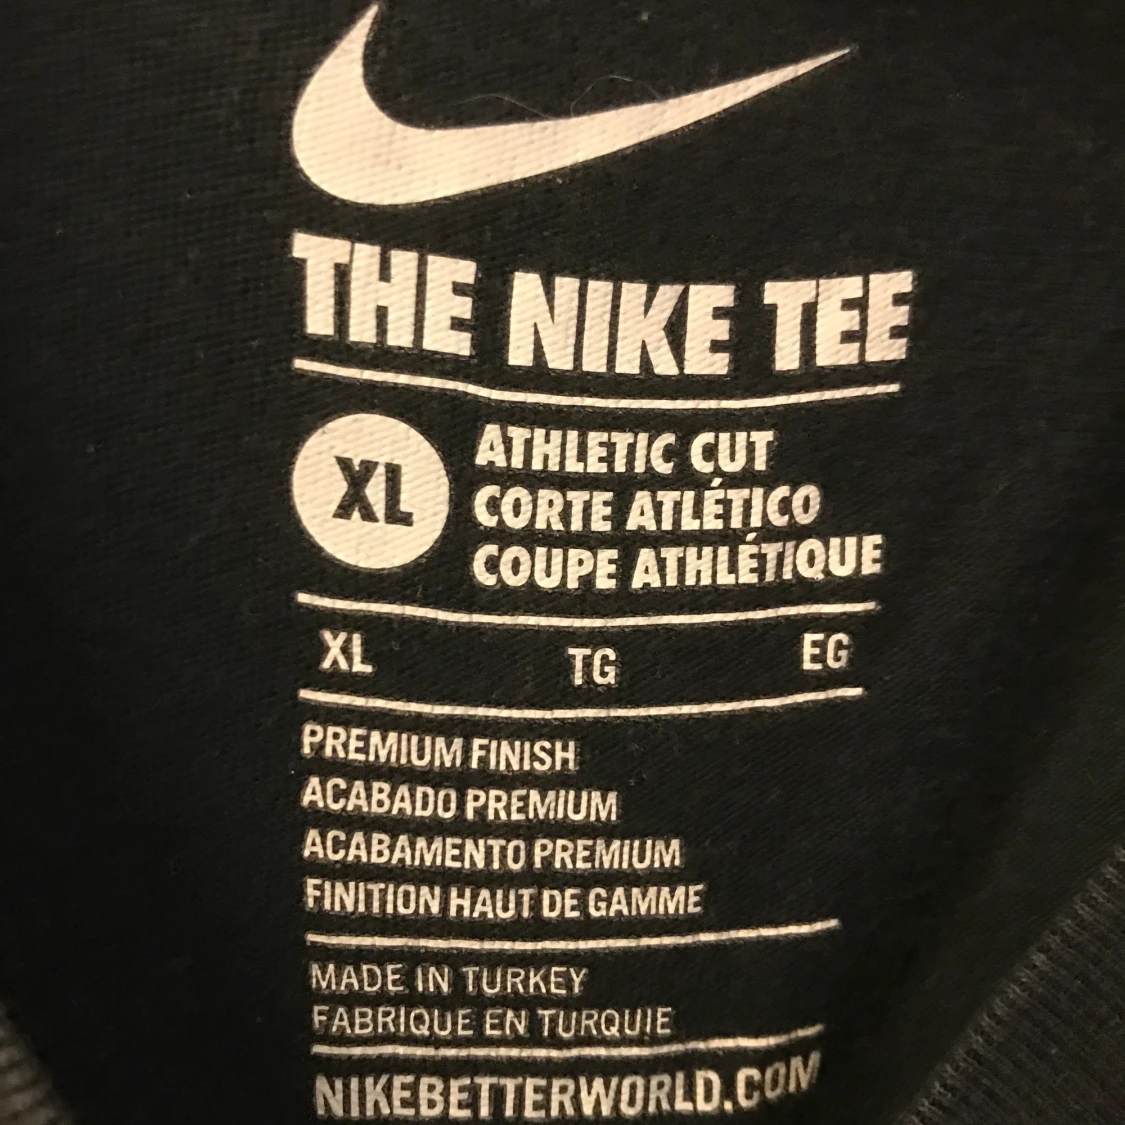 THE NIKE TEE
XL
ATHLETIC CUT
CORTE ATLÉTICO
COUPE ATHLÉTIQUE
XL TG EG
PREMIUM FINISH
ACABADO PREMIUM
ACABAMENTO PREMIUM
FINITION HAUT DE GAMME
MADE IN TURKEY
FABRIQUE EN TURQUIE
NIKEBETTERWORLD.COM